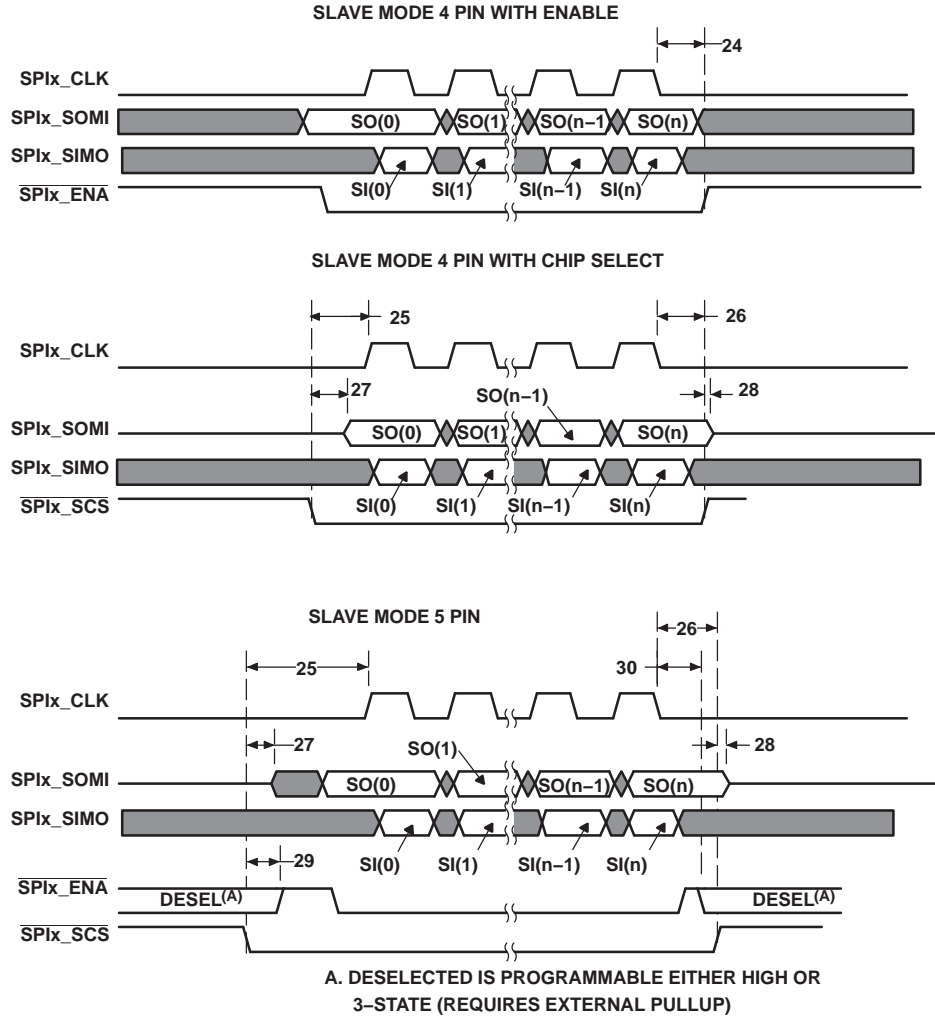 SLAVE MODE 4 PIN WITH ENABLE
24
SPIx_CLK
SPIx_SOMI
SO(0)
SO(1)
SO(n–1
SO(n)
SPIx_SIMO
SI(0)
SI(1)
SI(n–1)
SI(n)
SPIx_ENA
SLAVE MODE 4 PIN WITH CHIP SELECT
25
26
SPIx_CLK
27
SO(n–1)
28
SPIx_SOMI
SO(0)
SO(1)
SO(n)
SPIx_SIMO
SI(0)
SI(1)
SI(n–1)
SI(n)
SPIx_SCS
SLAVE MODE 5 PIN
26
25
30
SPIx_CLK
27
SO(1)
28
SPIx_SOMI
SO(0)
SO(n–1)
SO(n)
SPIx_SIMO
29
SI(0)
SI(1)
SI(n–1)
SI(n)
SPIx_ENA
DESEL(A)
DESEL(A)
SPIx_SCS
A. DESELECTED IS PROGRAMMABLE EITHER HIGH OR
3–STATE (REQUIRES EXTERNAL PULLUP)